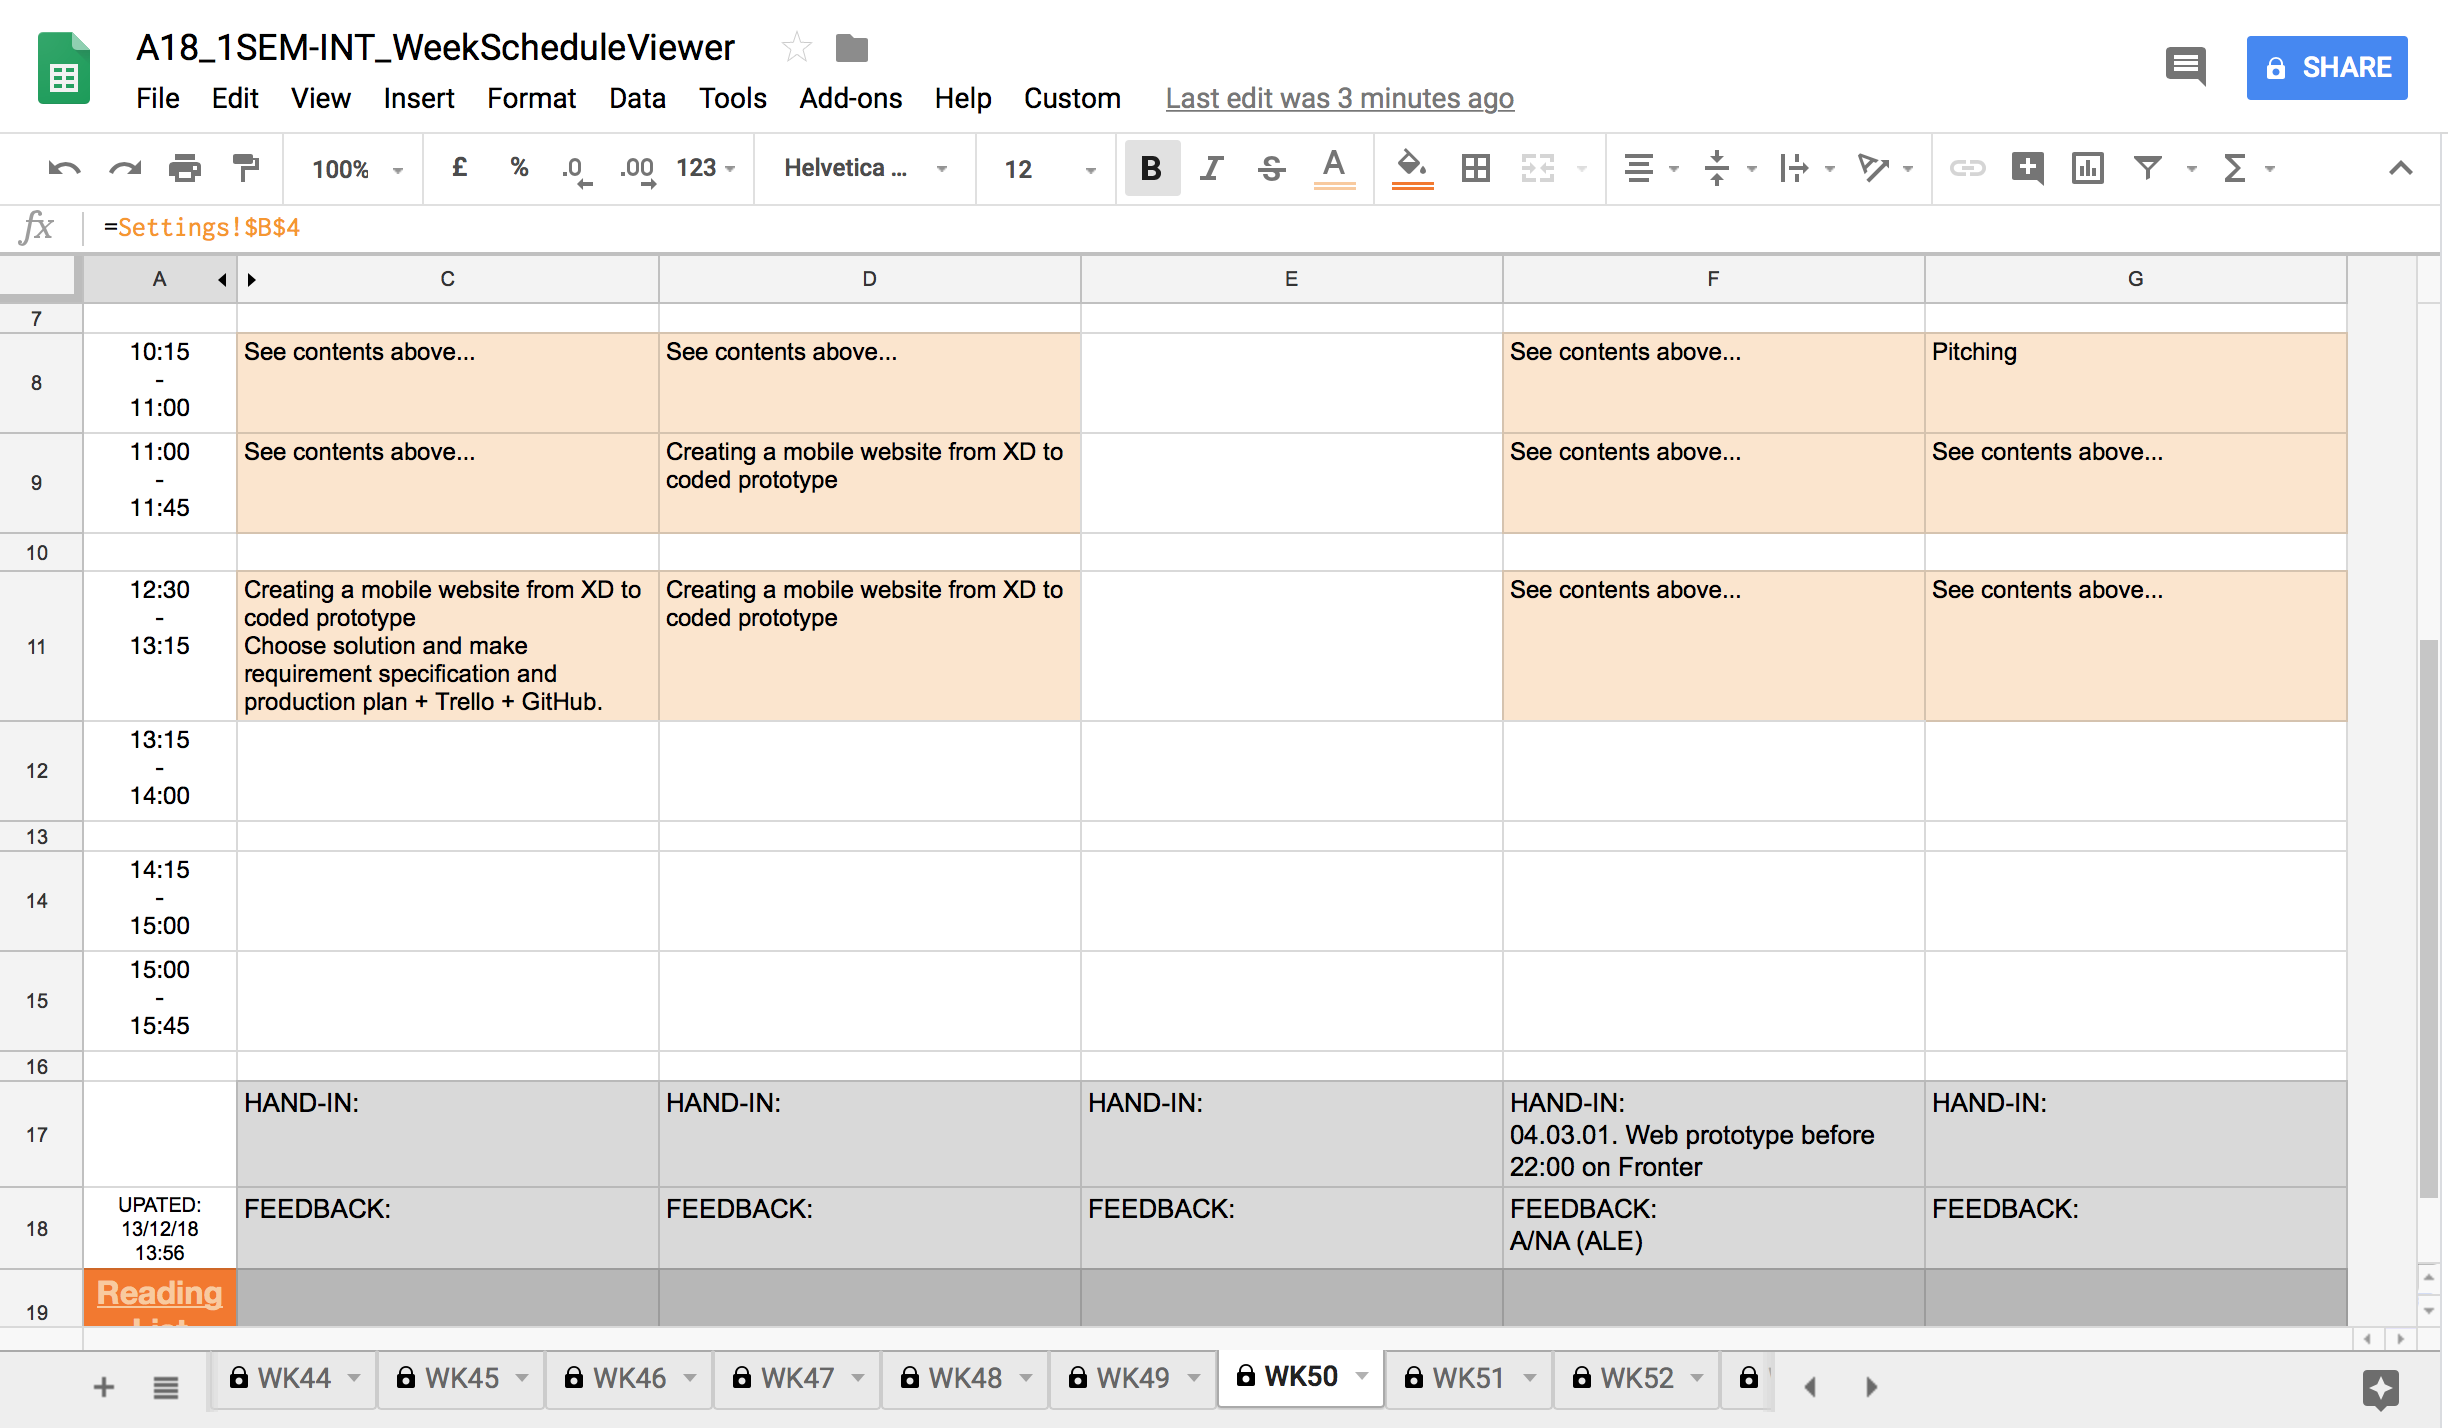 A18_1SEM-INT_WeekScheduleViewer
SHARE
File Edit View Insert Format Data Tools Add-ons Help Custom Last edit was 3 minutes ago
100% £ % .0 .00 123 Helvetica ... 12 B I S A Σ
fx =Settings!$B$4
A C D E F G
7
8
10:15
-
11:00
See contents above...
See contents above...
See contents above...
Pitching
9
11:00
-
11:45
See contents above...
Creating a mobile website from XD to
coded prototype
See contents above...
See contents above...
10
11
12:30
-
13:15
Creating a mobile website from XD to
coded prototype
Choose solution and make
requirement specification and
production plan + Trello + GitHub.
Creating a mobile website from XD to
coded prototype
See contents above...
See contents above...
12
13:15
-
14:00
13
14
14:15
-
15:00
15
15:00
-
15:45
16
17
HAND-IN:
HAND-IN:
HAND-IN:
HAND-IN:
04.03.01. Web prototype before
22:00 on Fronter
HAND-IN:
18
UPATED:
13/12/18
13:56
FEEDBACK:
FEEDBACK:
FEEDBACK:
FEEDBACK:
A/NA (ALE)
FEEDBACK:
19
Reading
WK44 WK45 WK46 WK47 WK48 WK49 WK50 WK51 WK52